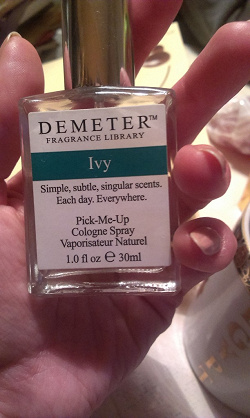 DEMETER™
FRAGRANCE LIBRARY
Ivy
Simple, subtle, singular scents.
Each day. Everywhere.
Pick-Me-Up
Cologne Spray
Vaporisateur Naturel
1.0 fl oz ℮ 30ml